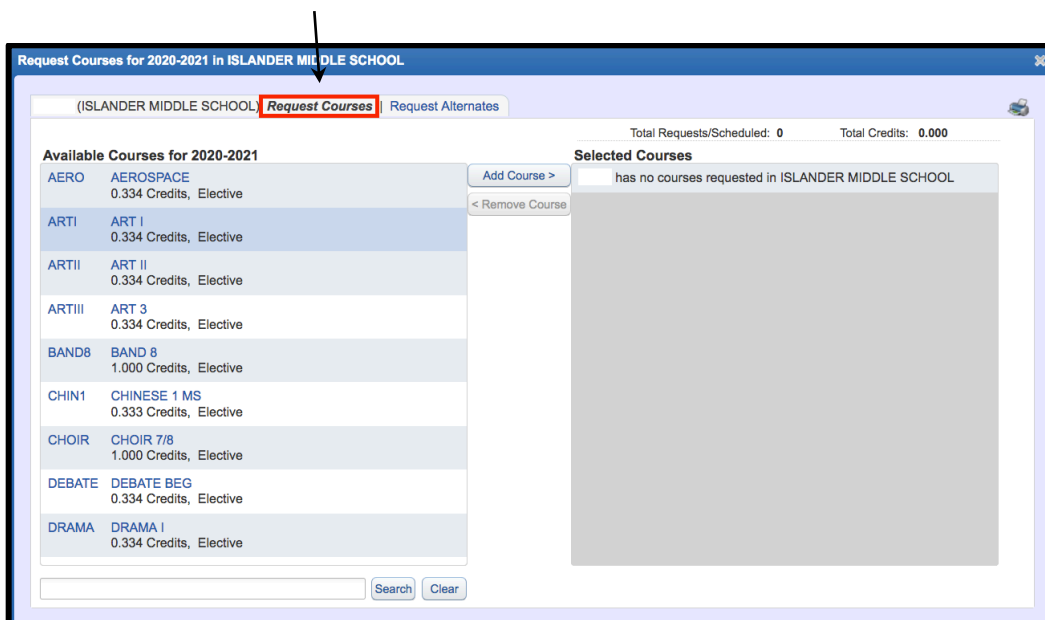 Request Courses for 2020-2021 in ISLANDER MIDDLE SCHOOL
(ISLANDER MIDDLE SCHOOL) Request Courses | Request Alternates
Total Requests/Scheduled: 0 Total Credits: 0.000
Available Courses for 2020-2021
AERO AEROSPACE
0.334 Credits, Elective
ARTI ART I
0.334 Credits, Elective
ARTII ART II
0.334 Credits, Elective
ARTIII ART 3
0.334 Credits, Elective
BAND8 BAND 8
1.000 Credits, Elective
CHIN1 CHINESE 1 MS
0.333 Credits, Elective
CHOIR CHOIR 7/8
1.000 Credits, Elective
DEBATE DEBATE BEG
0.334 Credits, Elective
DRAMA DRAMA I
0.334 Credits, Elective
Search Clear
Add Course >
< Remove Course
Selected Courses
has no courses requested in ISLANDER MIDDLE SCHOOL